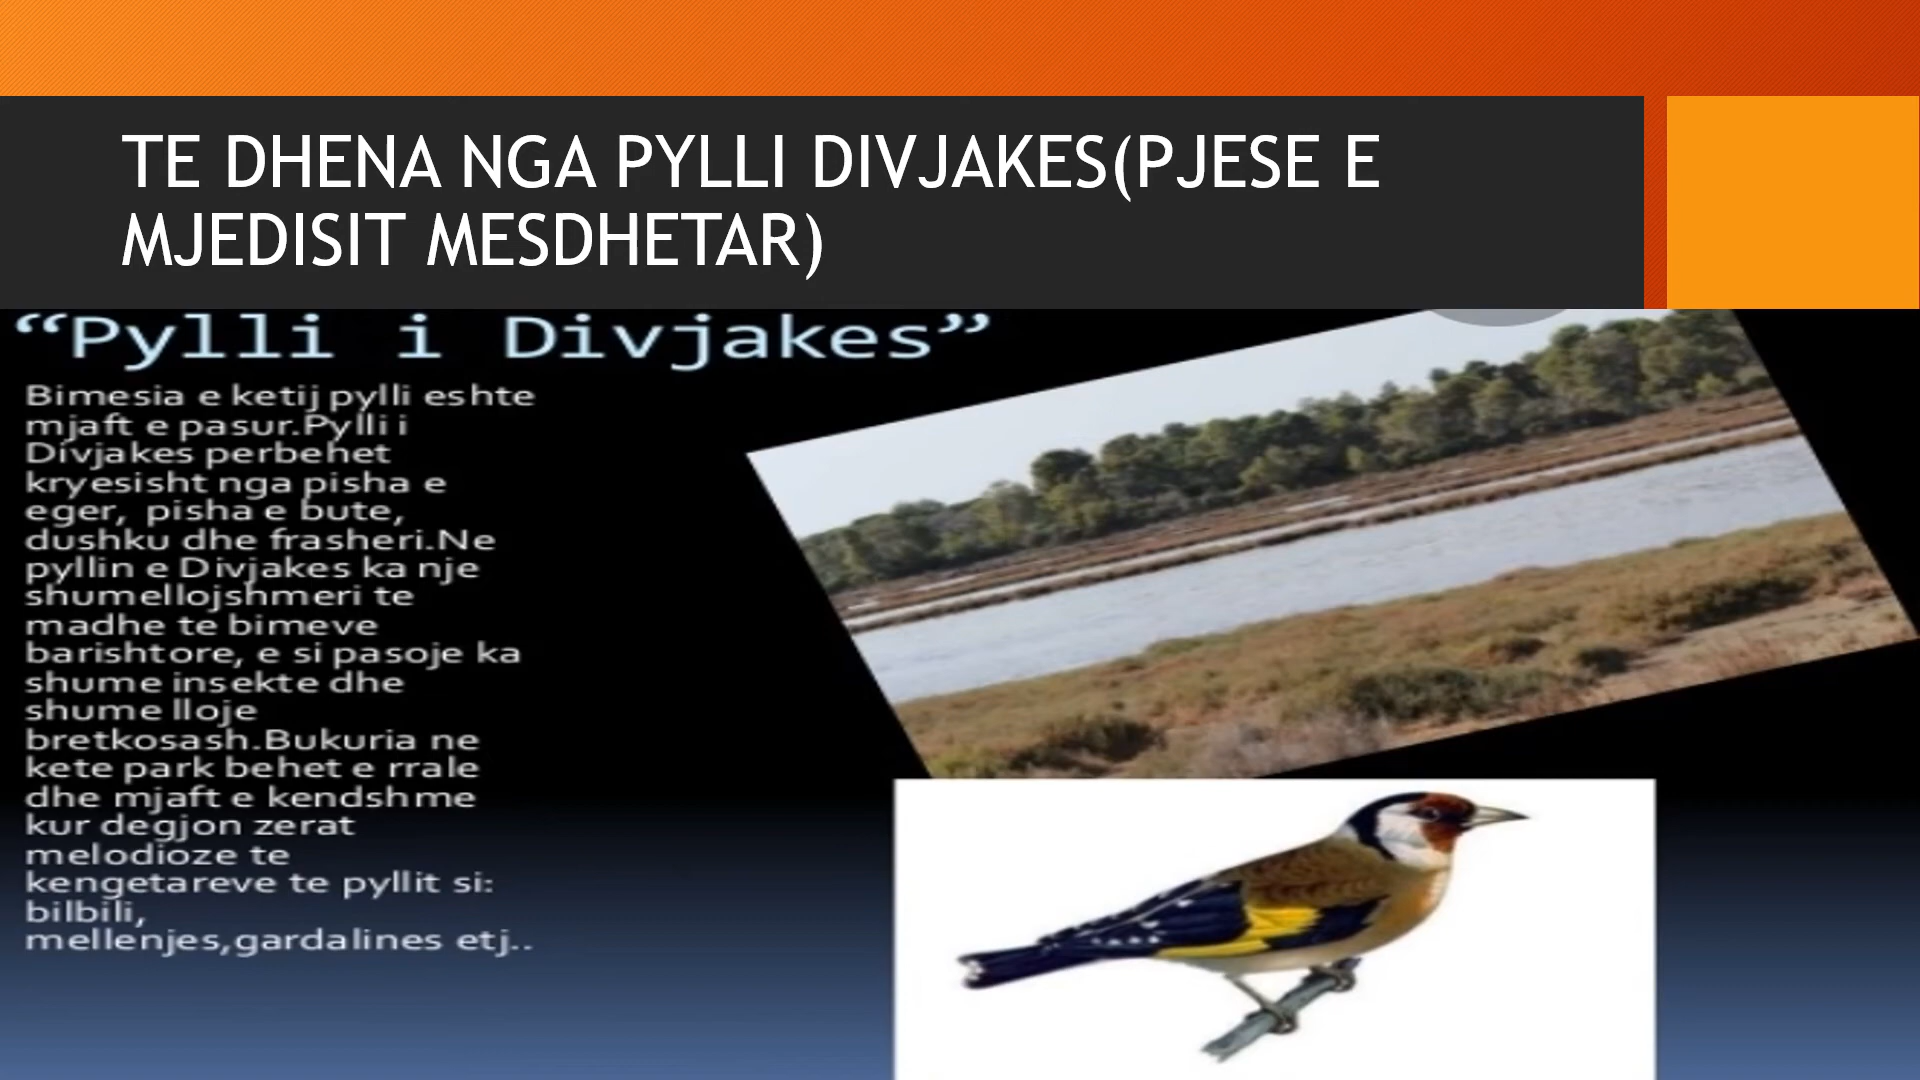 TE DHENA NGA PYLLI DIVJAKES(PJESE E
MJEDISIT MESDHETAR)
“Pylli i Divjakes”
Bimesia e ketij pylli eshte
mjaft e pasur.Pylli i
Divjakes perbehet
kryesisht nga pisha e
eger, pisha e bute,
dushku dhe frasheri.Ne
pyllin e Divjakes ka nje
shumellojshmeri te
madhe te bimeve
barishtore, e si pasoje ka
shume insekte dhe
shume lloje
bretkosash.Bukuria ne
kete park behet e rralle
dhe mjaft e kendshme
kur degjon zerat
melodioze te
kengetareve te pyllit si:
bilbili,
mellenjes,gardalines etj..